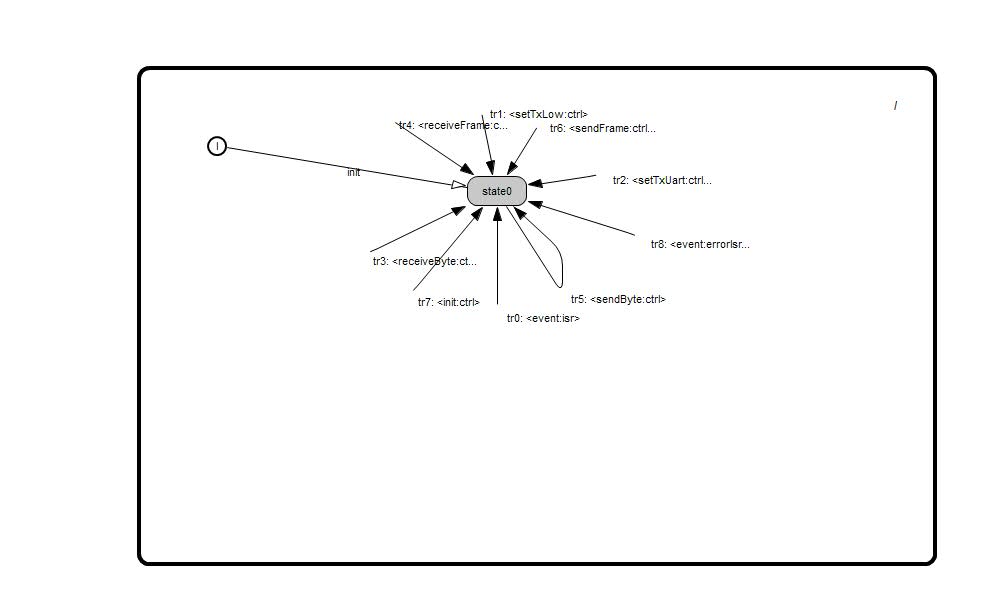 /
tr1: <setTxLow:ctrl>
tr4: <receiveFrame:c...
tr6: <sendFrame:ctrl...
I
init
tr2: <setTxUart:ctrl...
state0
tr8: <event:errorIsr...
tr3: <receiveByte:ct...
tr7: <init:ctrl>
tr5: <sendByte:ctrl>
tr0: <event:isr>